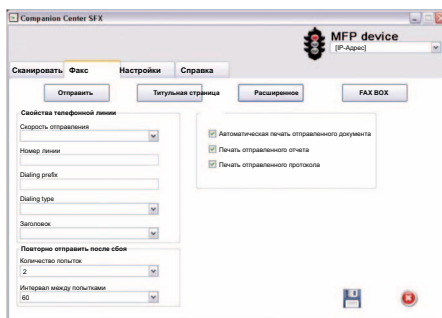 Companion Center SFX
MFP device
[IP-Адрес]
Сканировать Факс Настройки Справка
Отправить Титульная страница Расширенное FAX BOX
Свойства телефонной линии
Скорость отправления
Автоматическая печать отправленного документа
Номер линии
Печать отправленного отчета
Печать отправленного протокола
Dialing prefix
Dialing type
Заголовок
Повторно отправить после сбоя
Количество попыток
2
Интервал между попытками
60